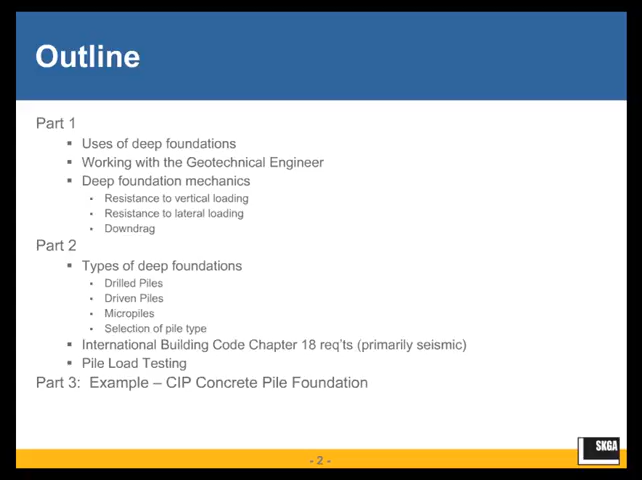 Outline
Part 1
▪ Uses of deep foundations
▪ Working with the Geotechnical Engineer
▪ Deep foundation mechanics
• Resistance to vertical loading
• Resistance to lateral loading
• Downdrag
Part 2
▪ Types of deep foundations
• Drilled Piles
• Driven Piles
• Micropiles
• Selection of pile type
▪ International Building Code Chapter 18 req'ts (primarily seismic)
▪ Pile Load Testing
Part 3:  Example – CIP Concrete Pile Foundation
SKGA
- 2 -